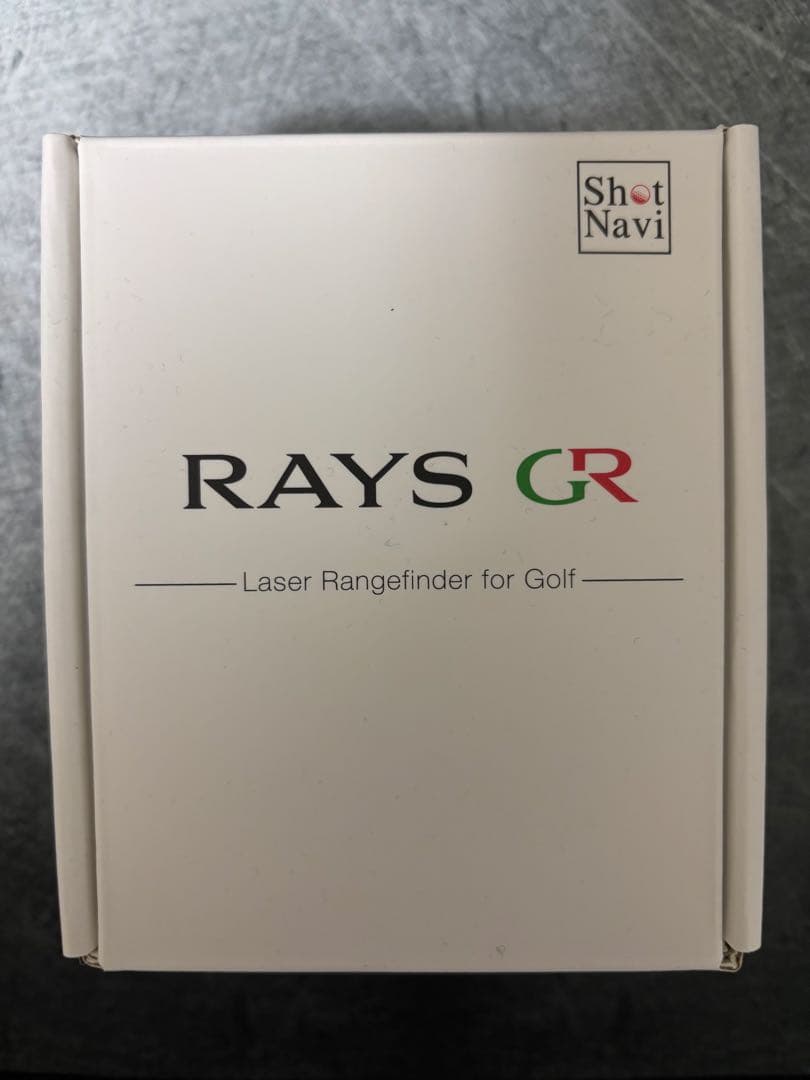 Shot
Navi
RAYS GR
Laser Rangefinder for Golf